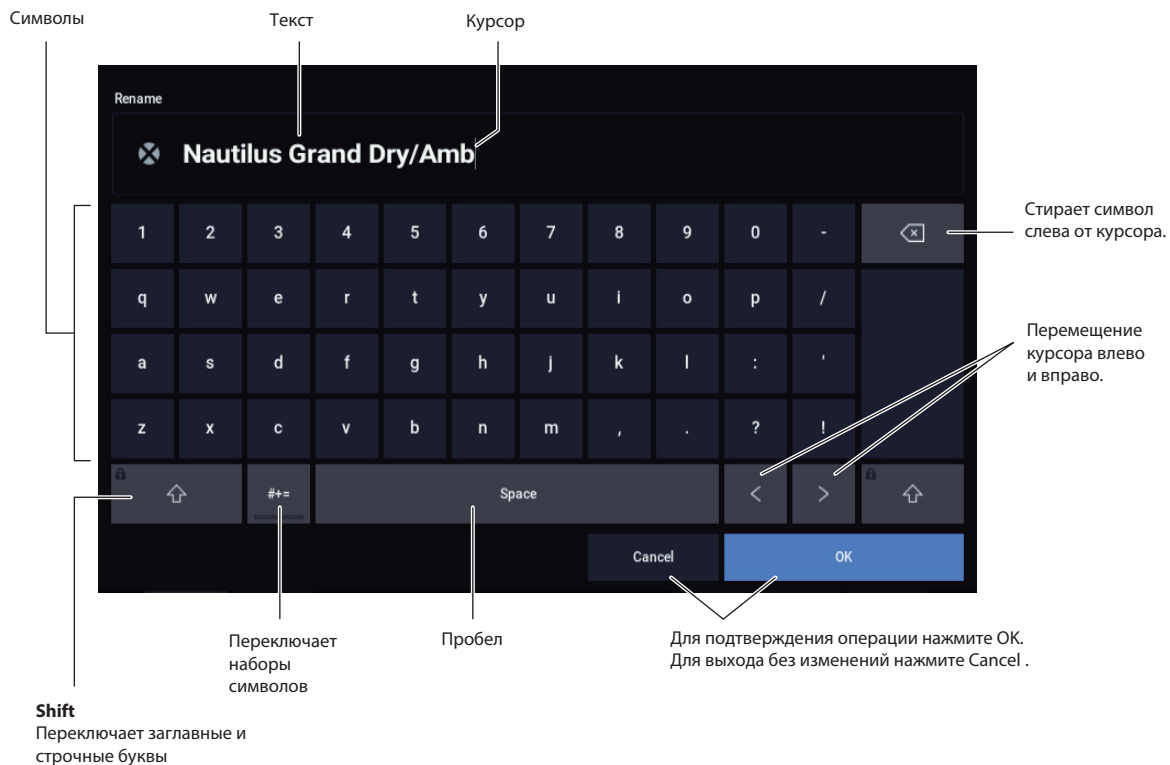 Символы
Текст
Курсор
Rename
Nautilus Grand Dry/Amb
1 2 3 4 5 6 7 8 9 0 -
Стирает символ
слева от курсора.
q w e r t y u i o p /
Перемещение
курсора влево
и вправо.
a s d f g h j k l : '
z x c v b n m , . ? !
#+= Space < >
Cancel OK
Переключает
наборы
символов
Пробел
Для подтверждения операции нажмите OK.
Для выхода без изменений нажмите Cancel .
Shift
Переключает заглавные и
строчные буквы